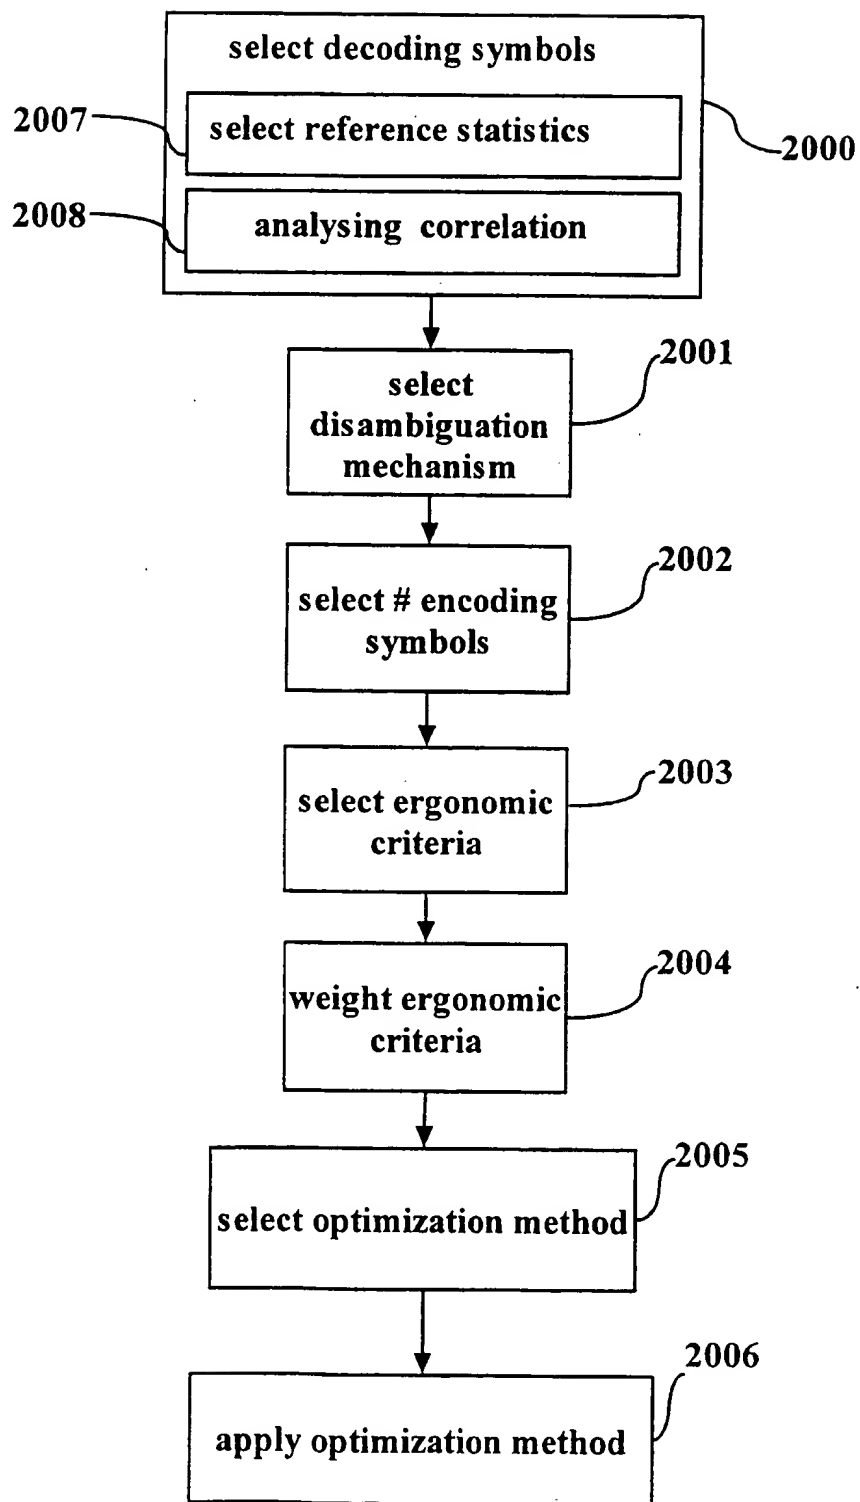 select decoding symbols
2007
select reference statistics
2000
2008
analysing correlation
2001
select
disambiguation
mechanism
2002
select # encoding
symbols
2003
select ergonomic
criteria
2004
weight ergonomic
criteria
2005
select optimization method
2006
apply optimization method